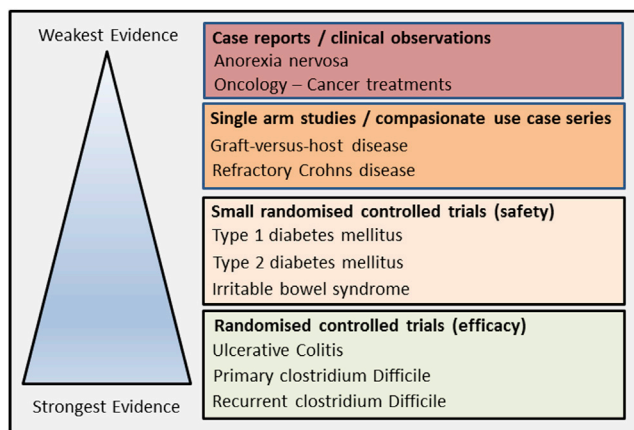 Weakest Evidence
Case reports / clinical observations
Anorexia nervosa
Oncology – Cancer treatments
Single arm studies / compasionate use case series
Graft-versus-host disease
Refractory Crohns disease
Small randomised controlled trials (safety)
Type 1 diabetes mellitus
Type 2 diabetes mellitus
Irritable bowel syndrome
Randomised controlled trials (efficacy)
Ulcerative Colitis
Primary clostridium Difficile
Recurrent clostridium Difficile
Strongest Evidence